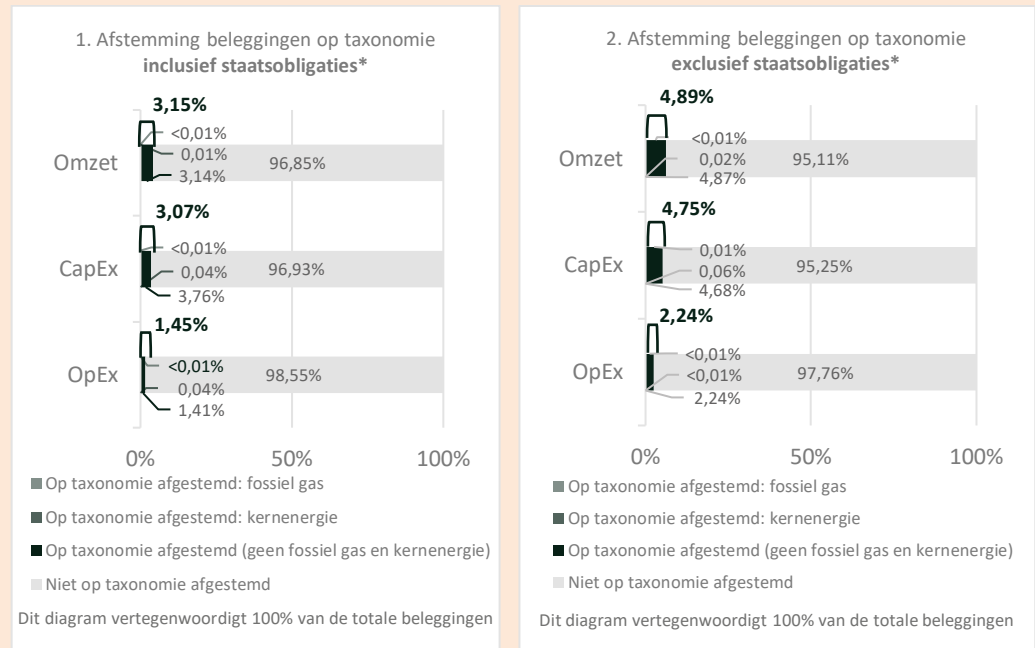 1. Afstemming beleggingen op taxonomie
inclusief staatsobligaties*
3,15%
<0,01%
Omzet
0,01%
96,85%
3,14%
3,07%
<0,01%
CapEx
0,04%
96,93%
3,76%
1,45%
<0,01%
OpEx
0,04%
98,55%
1,41%
0%
50%
100%
Op taxonomie afgestemd: fossiel gas
Op taxonomie afgestemd: kernenergie
Op taxonomie afgestemd (geen fossiel gas en kernenergie)
Niet op taxonomie afgestemd
Dit diagram vertegenwoordigt 100% van de totale beleggingen
2. Afstemming beleggingen op taxonomie
exclusief staatsobligaties*
4,89%
<0,01%
Omzet
0,02%
95,11%
4,87%
4,75%
0,01%
CapEx
0,06%
95,25%
4,68%
2,24%
<0,01%
OpEx
<0,01%
97,76%
2,24%
0%
50%
100%
Op taxonomie afgestemd: fossiel gas
Op taxonomie afgestemd: kernenergie
Op taxonomie afgestemd (geen fossiel gas en kernenergie)
Niet op taxonomie afgestemd
Dit diagram vertegenwoordigt 100% van de totale beleggingen